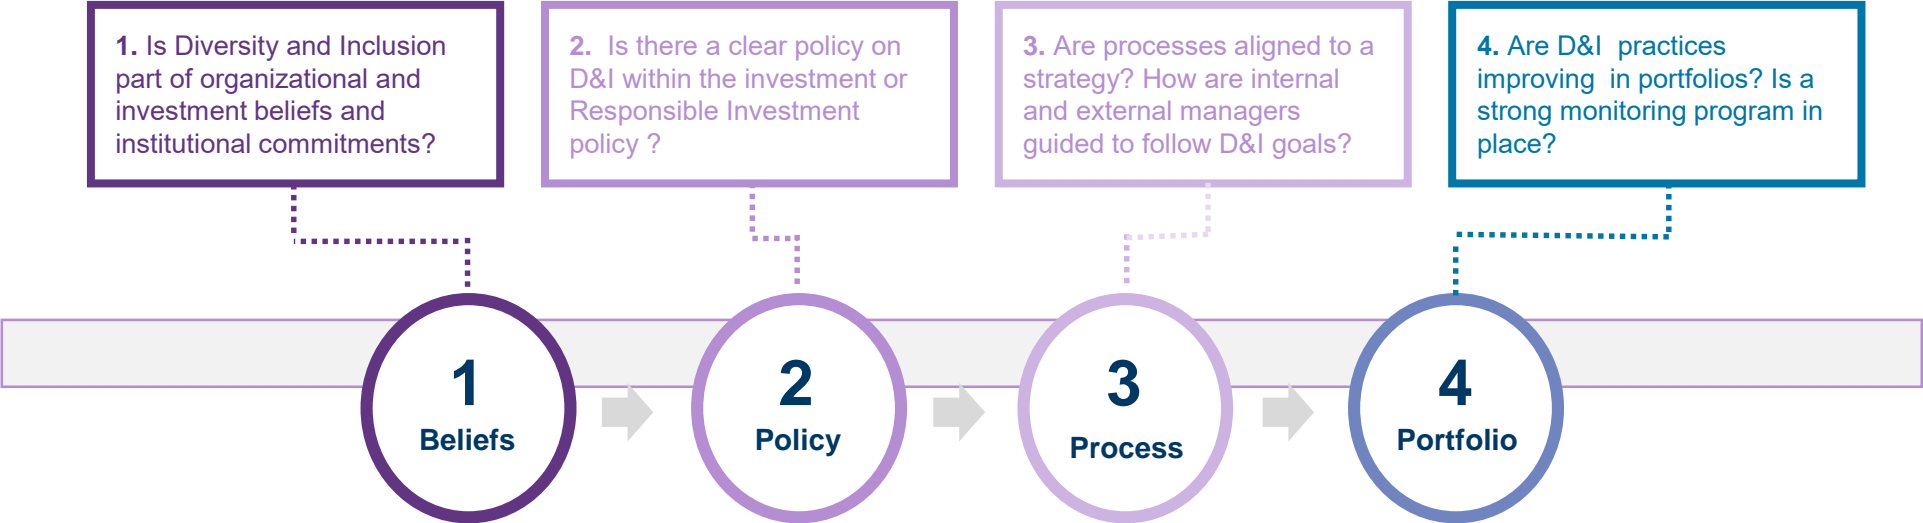 1. Is Diversity and Inclusion
part of organizational and
investment beliefs and
institutional commitments?
2. Is there a clear policy on
D&I within the investment or
Responsible Investment
policy ?
3. Are processes aligned to a
strategy? How are internal
and external managers
guided to follow D&I goals?
4. Are D&I practices
improving in portfolios? Is a
strong monitoring program in
place?
1
Beliefs
2
Policy
3
Process
4
Portfolio